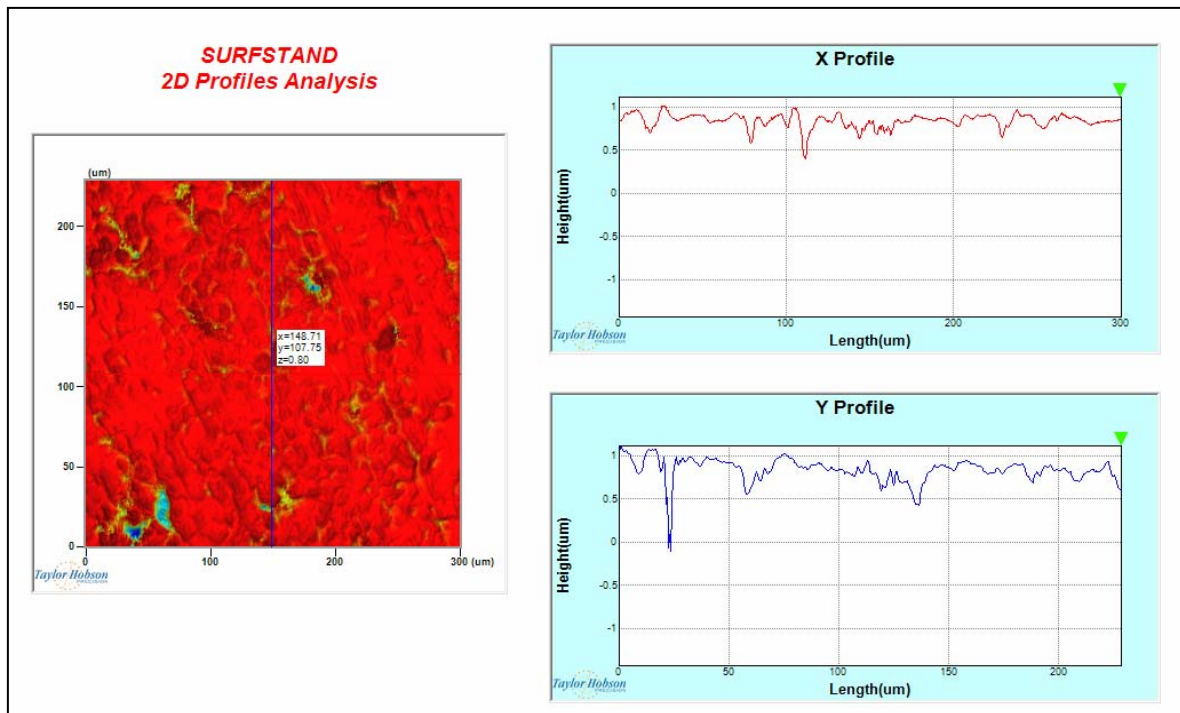 SURFSTAND
2D Profiles Analysis
(um)
200
150
100
50
0
x=148.71
y=107.75
z=0.80
0
100
200
300 (um)
Taylor Hobson
PRECISION
X Profile
Height(um)
1
0.5
0
-0.5
-1
0
100
200
300
Length(um)
Taylor Hobson
PRECISION
Y Profile
Height(um)
1
0.5
0
-0.5
-1
0
50
100
150
200
Length(um)
Taylor Hobson
PRECISION